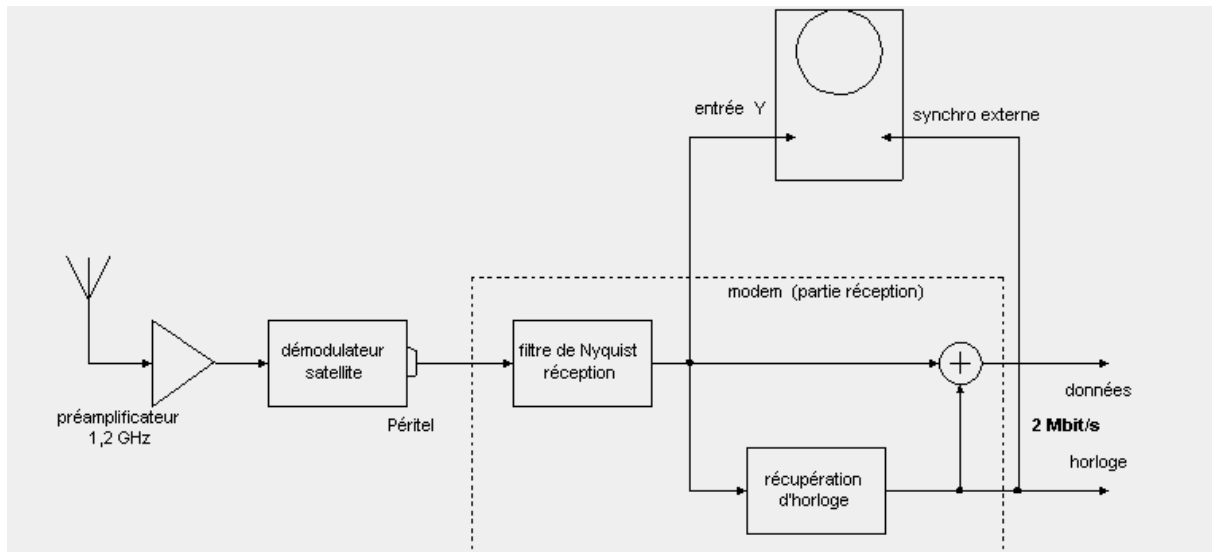 entrée Y
synchro externe
modem (partie réception)
démodulateur
satellite
filtre de Nyquist
réception
Péritel
préamplificateur
1,2 GHz
données
2 Mbit/s
horloge
récupération
d'horloge